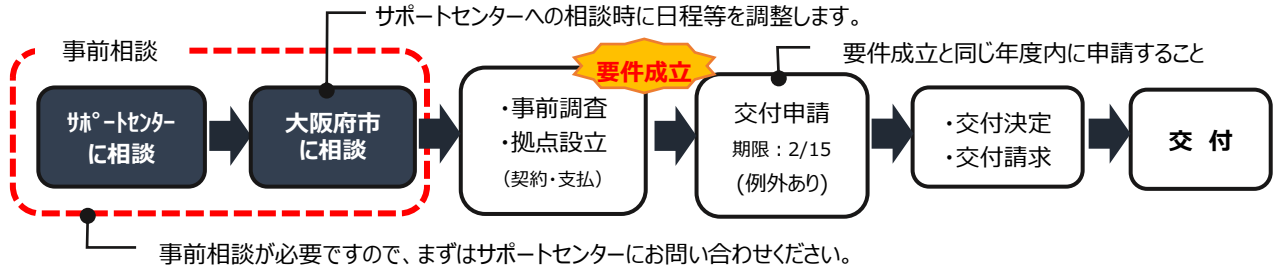 サポートセンターへの相談時に日程等を調整します。
事前相談
要件成立
要件成立と同じ年度内に申請すること
ｻﾎﾟｰﾄｾﾝﾀｰ
に相談
大阪府市
に相談
・事前調査
・拠点設立
（契約・支払）
交付申請
期限：2/15
(例外あり)
・交付決定
・交付請求
交 付
事前相談が必要ですので、まずはサポートセンターにお問い合わせください。